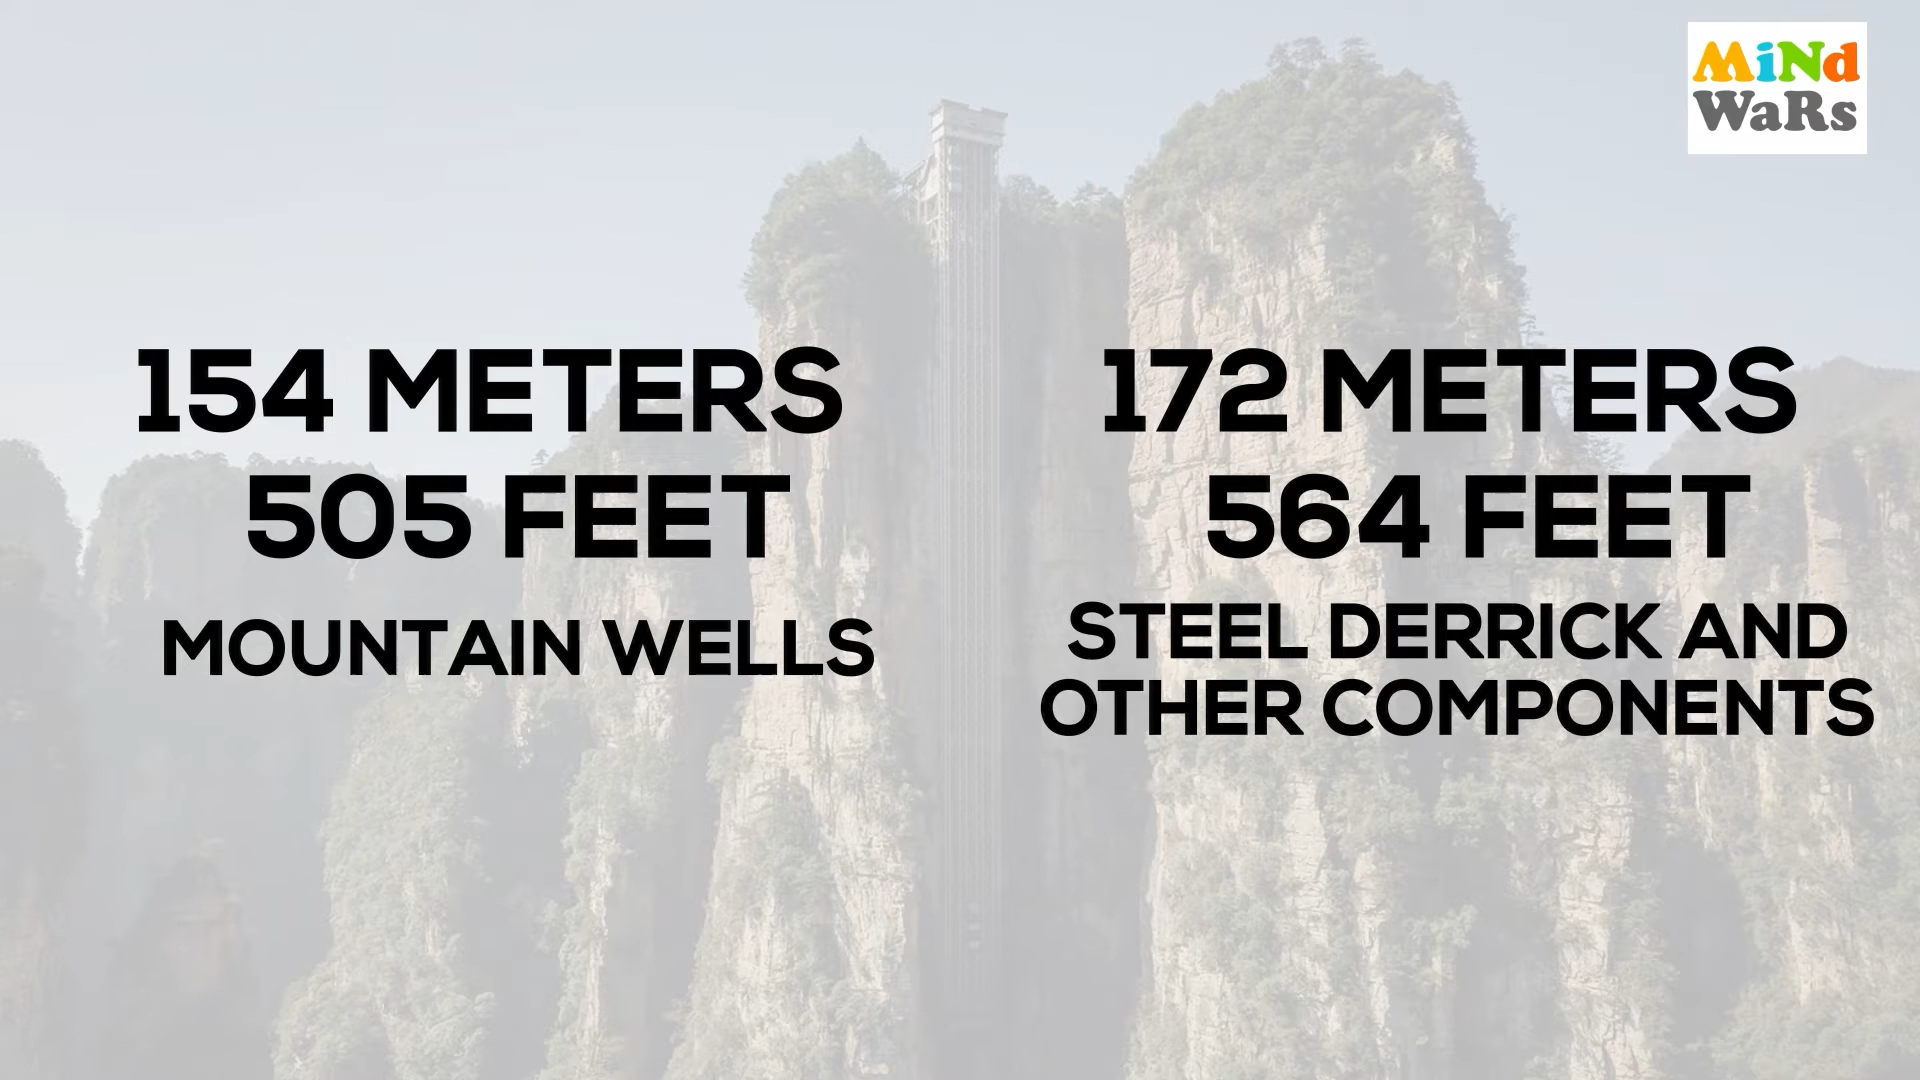 MiNd
WaRs
154 METERS
505 FEET
MOUNTAIN WELLS
172 METERS
564 FEET
STEEL DERRICK AND
OTHER COMPONENTS